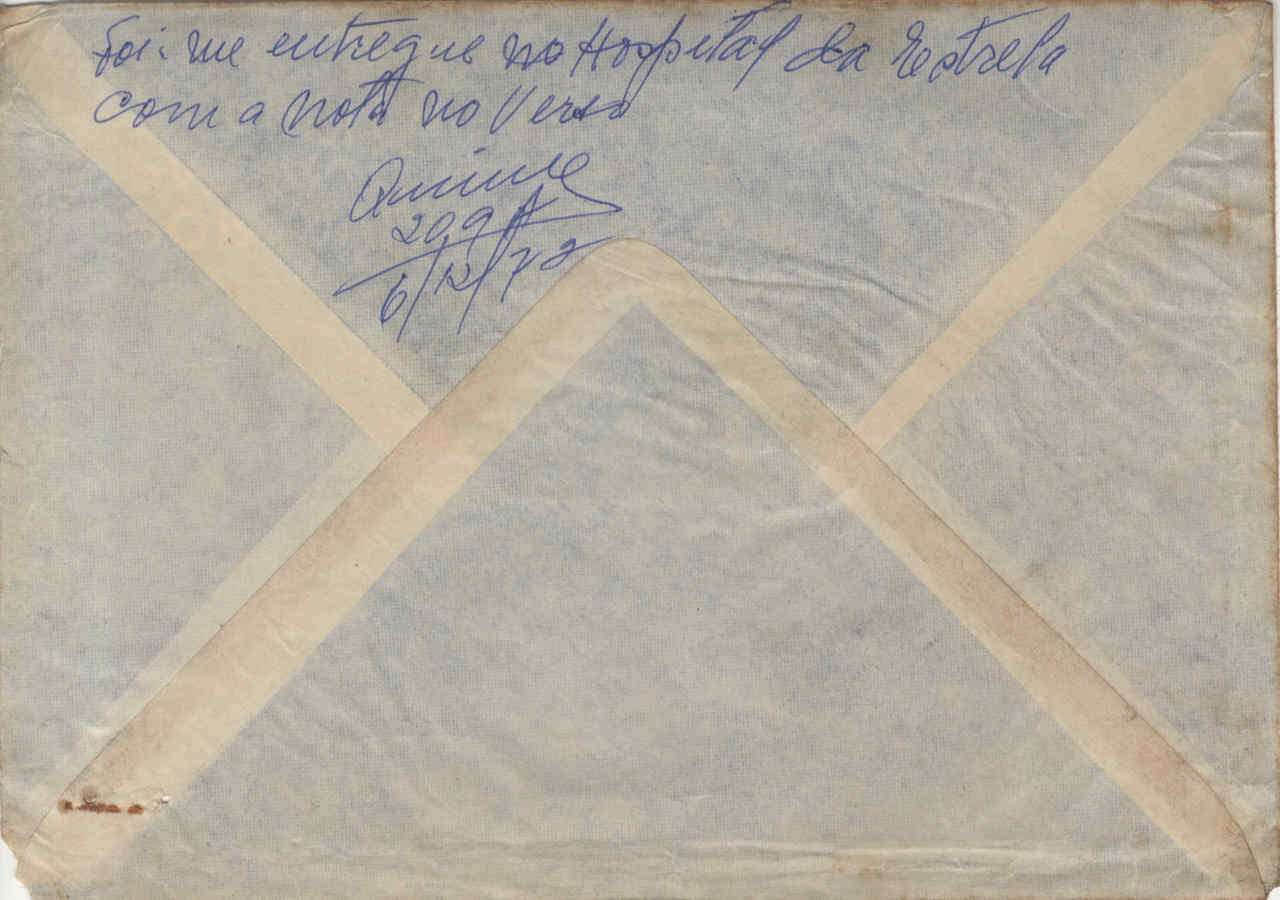 Foi-me entregue no Hospital da Estrela
com a nota no Verso
209 A
6/12/72